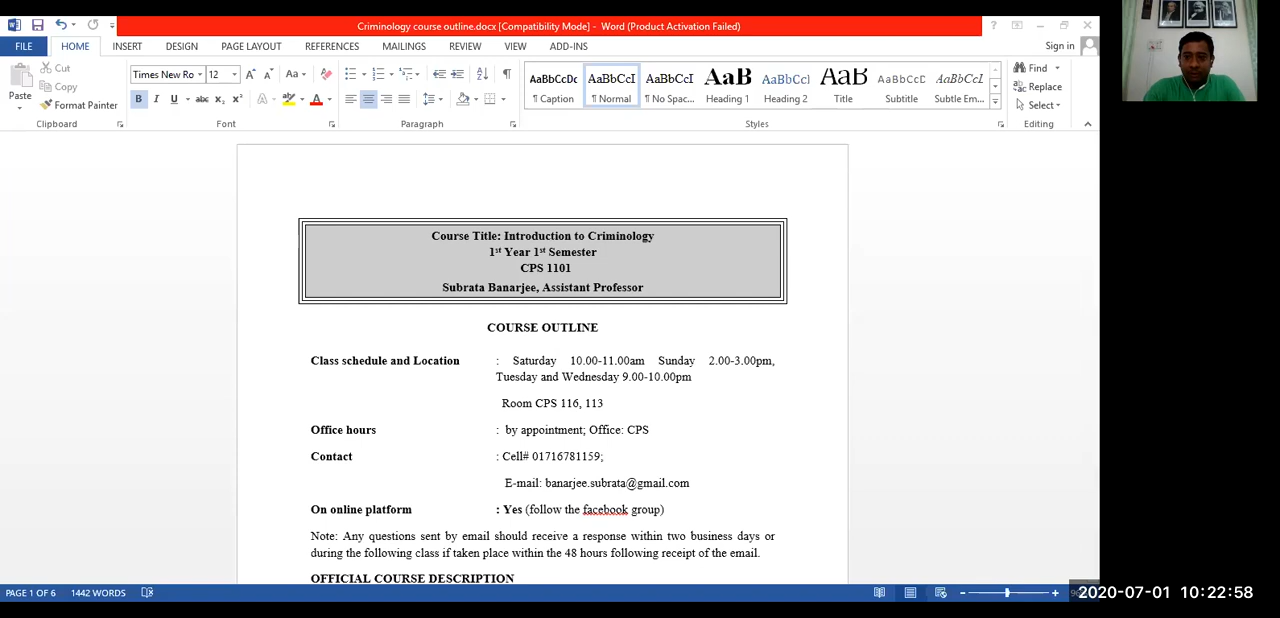 Criminology course outline.docx [Compatibility Mode] - Word (Product Activation Failed)
FILE HOME INSERT DESIGN PAGE LAYOUT REFERENCES MAILINGS REVIEW VIEW ADD-INS Sign in
Cut
Copy
Format Painter
Paste
Clipboard
Times New Ro 12
Font
Paragraph
AaBbCcDc AaBbCcI AaBbCcI AaB AaBbCcI AaB AaBbCcD AaBbCcI
¶ Caption ¶ Normal ¶ No Spac... Heading 1 Heading 2 Title Subtitle Subtle Em...
Styles
Find
Replace
Select
Editing
Course Title: Introduction to Criminology
1st Year 1st Semester
CPS 1101
Subrata Banarjee, Assistant Professor
COURSE OUTLINE
Class schedule and Location : Saturday 10.00-11.00am Sunday 2.00-3.00pm,
Tuesday and Wednesday 9.00-10.00pm
Room CPS 116, 113
Office hours : by appointment; Office: CPS
Contact : Cell# 01716781159;
E-mail: banarjee.subrata@gmail.com
On online platform : Yes (follow the facebook group)
Note: Any questions sent by email should receive a response within two business days or
during the following class if taken place within the 48 hours following receipt of the email.
OFFICIAL COURSE DESCRIPTION
PAGE 1 OF 6 1442 WORDS
2020-07-01 10:22:58